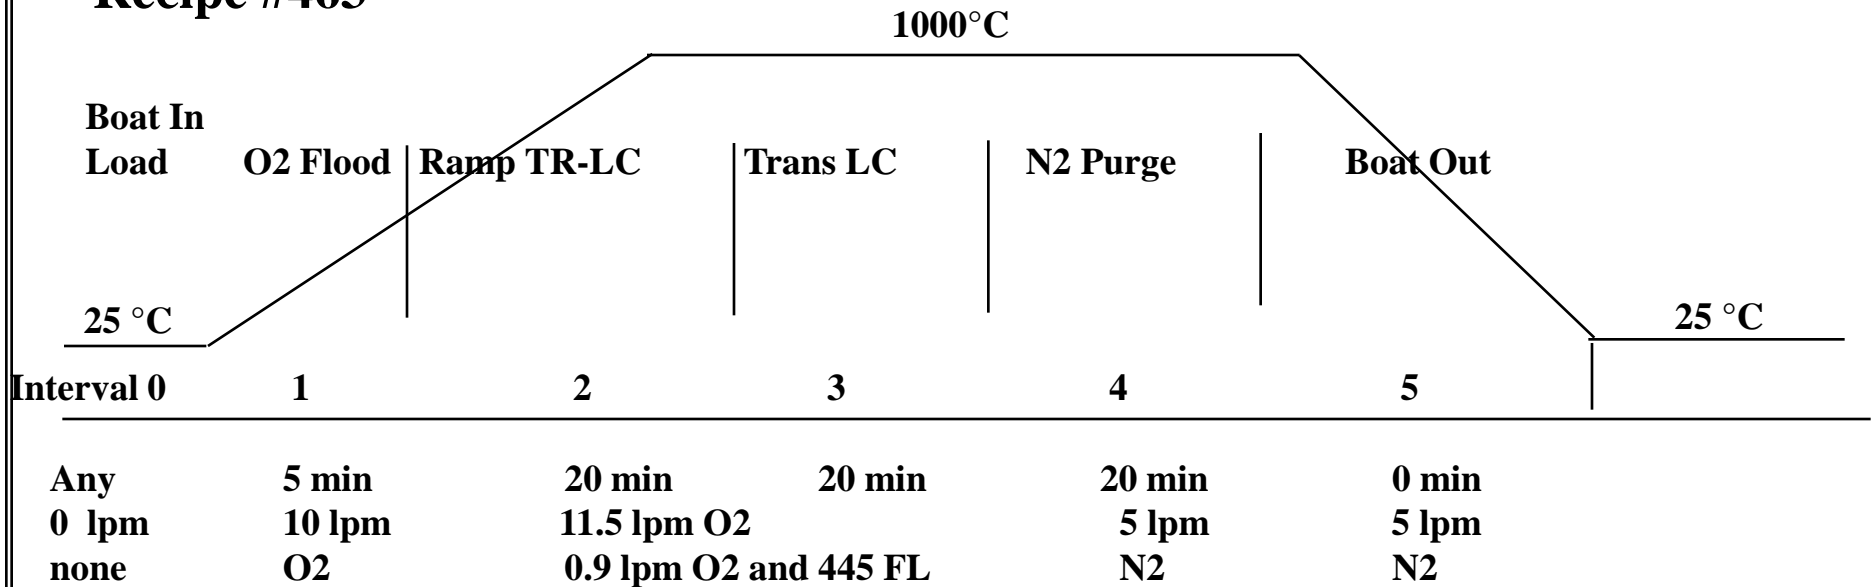 Recipe #465
1000°C
Boat In
Load O2 Flood Ramp TR-LC Trans LC N2 Purge Boat Out
25 °C 25 °C
Interval 0 1 2 3 4 5
Any 5 min 20 min 20 min 20 min 0 min
0 lpm 10 lpm 11.5 lpm O2 5 lpm 5 lpm
none O2 0.9 lpm O2 and 445 FL N2 N2